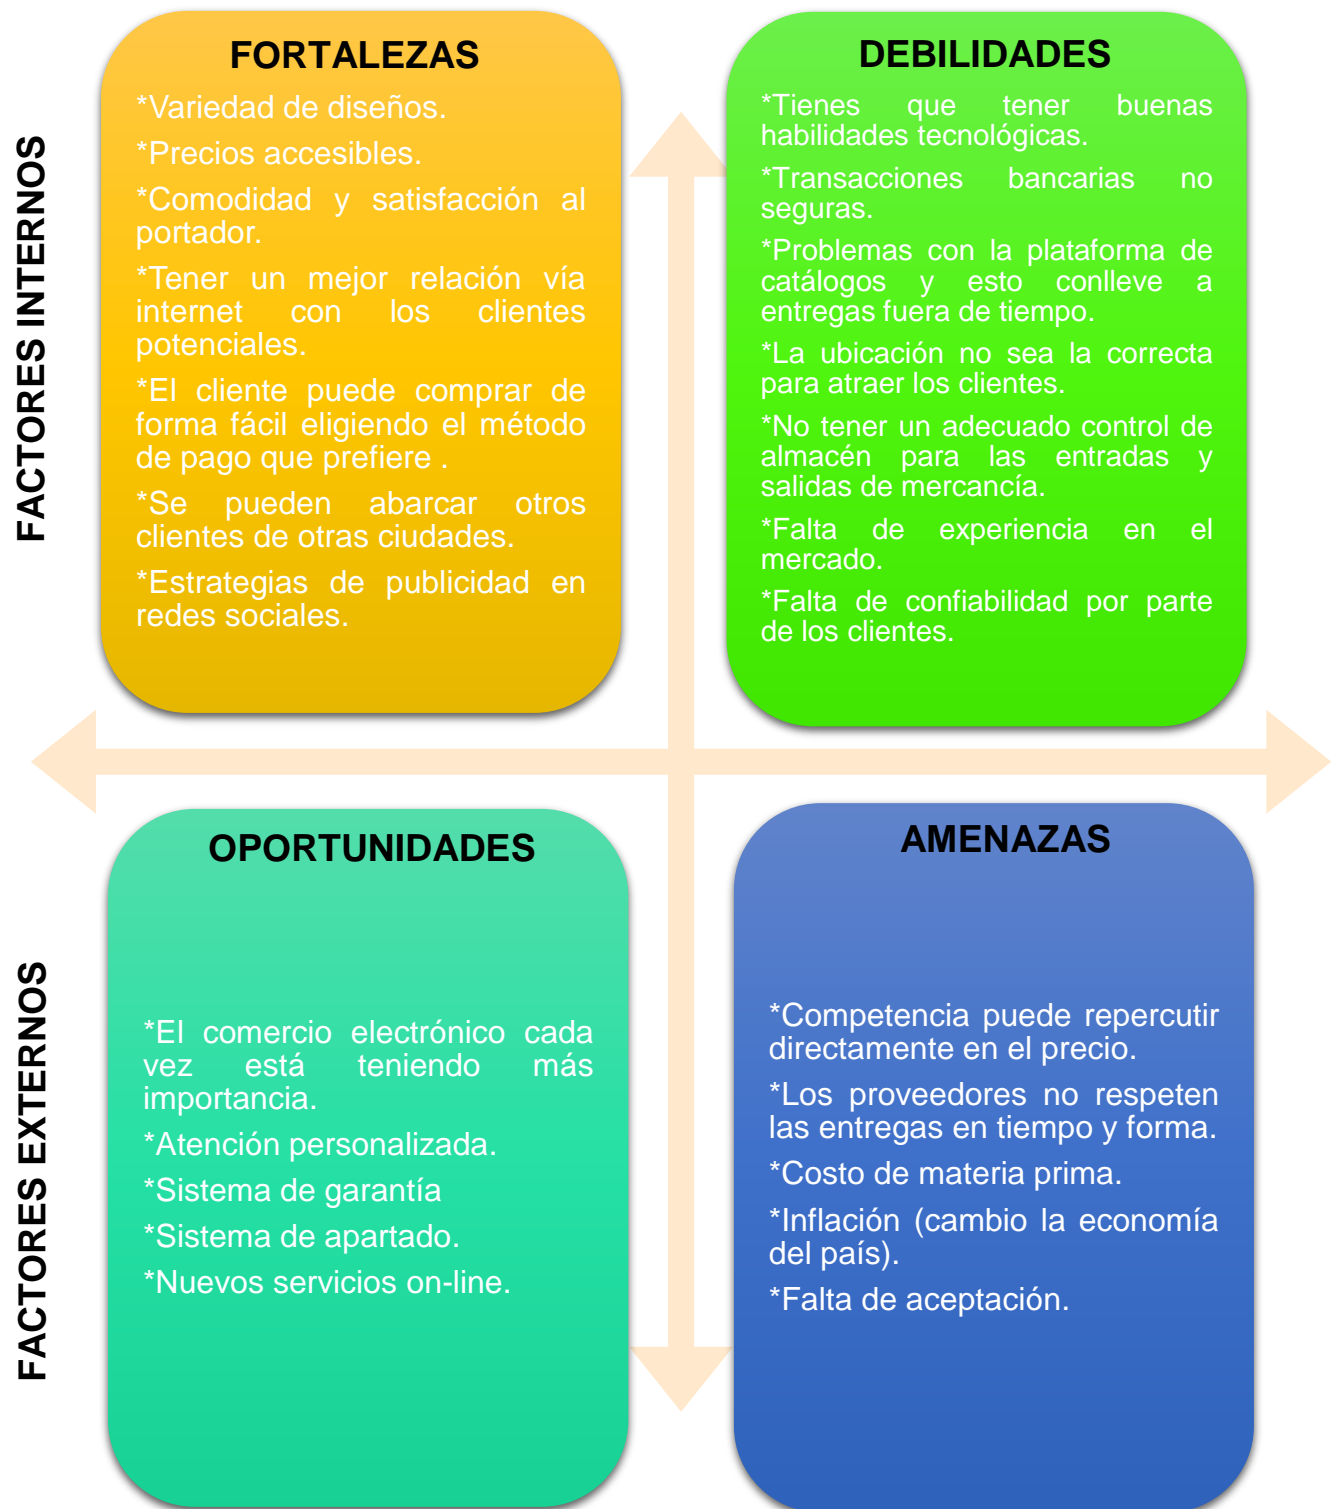 FACTORES INTERNOS
FORTALEZAS
*Variedad de diseños.
*Precios accesibles.
*Comodidad y satisfacción al
portador.
*Tener un mejor relación vía
internet con los clientes
potenciales.
*El cliente puede comprar de
forma fácil eligiendo el método
de pago que prefiere .
*Se pueden abarcar otros
clientes de otras ciudades.
*Estrategias de publicidad en
redes sociales.
DEBILIDADES
*Tienes que tener buenas
habilidades tecnológicas.
*Transacciones bancarias no
seguras.
*Problemas con la plataforma de
catálogos y esto conlleve a
entregas fuera de tiempo.
*La ubicación no sea la correcta
para atraer los clientes.
*No tener un adecuado control de
almacén para las entradas y
salidas de mercancía.
*Falta de experiencia en el
mercado.
*Falta de confiabilidad por parte
de los clientes.
FACTORES EXTERNOS
OPORTUNIDADES
*El comercio electrónico cada
vez está teniendo más
importancia.
*Atención personalizada.
*Sistema de garantía
*Sistema de apartado.
*Nuevos servicios on-line.
AMENAZAS
*Competencia puede repercutir
directamente en el precio.
*Los proveedores no respeten
las entregas en tiempo y forma.
*Costo de materia prima.
*Inflación (cambio la economía
del país).
*Falta de aceptación.